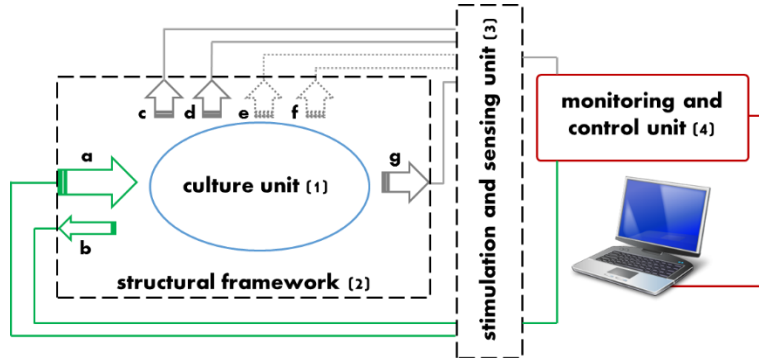 c
d
e
f
a
g
culture unit (1)
b
structural framework (2)
stimulation and sensing unit (3)
monitoring and
control unit (4)